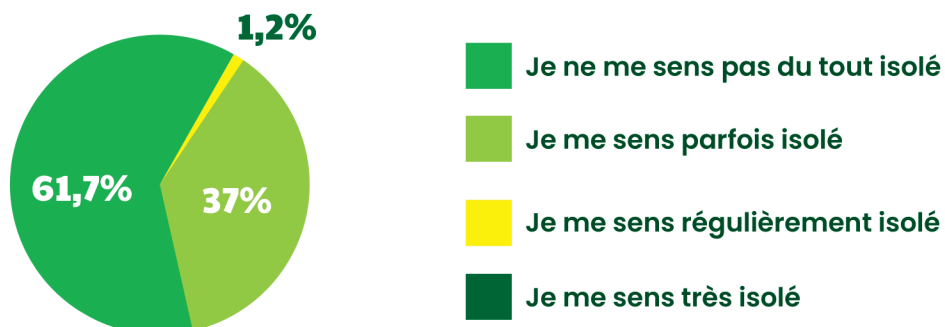 1,2%
61,7%
37%
Je ne me sens pas du tout isolé
Je me sens parfois isolé
Je me sens régulièrement isolé
Je me sens très isolé